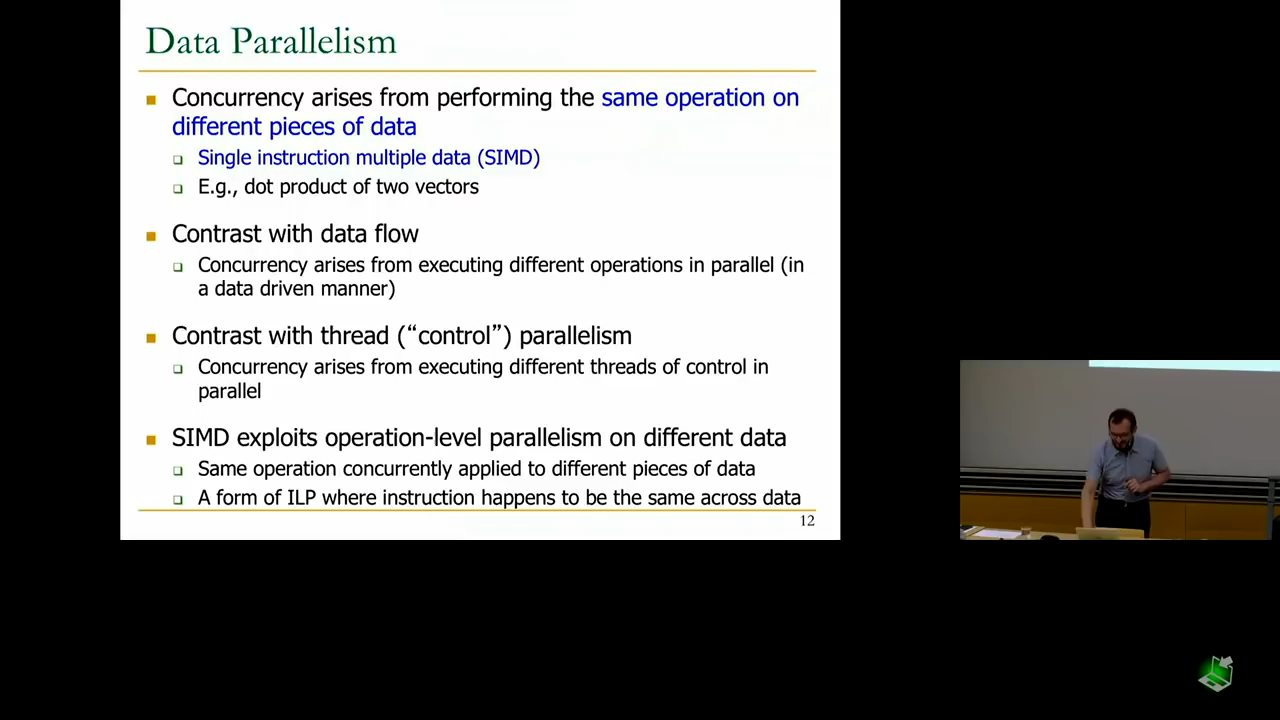 Data Parallelism
Concurrency arises from performing the same operation on
different pieces of data
Single instruction multiple data (SIMD)
E.g., dot product of two vectors
Contrast with data flow
Concurrency arises from executing different operations in parallel (in
a data driven manner)
Contrast with thread (“control”) parallelism
Concurrency arises from executing different threads of control in
parallel
SIMD exploits operation-level parallelism on different data
Same operation concurrently applied to different pieces of data
A form of ILP where instruction happens to be the same across data
12